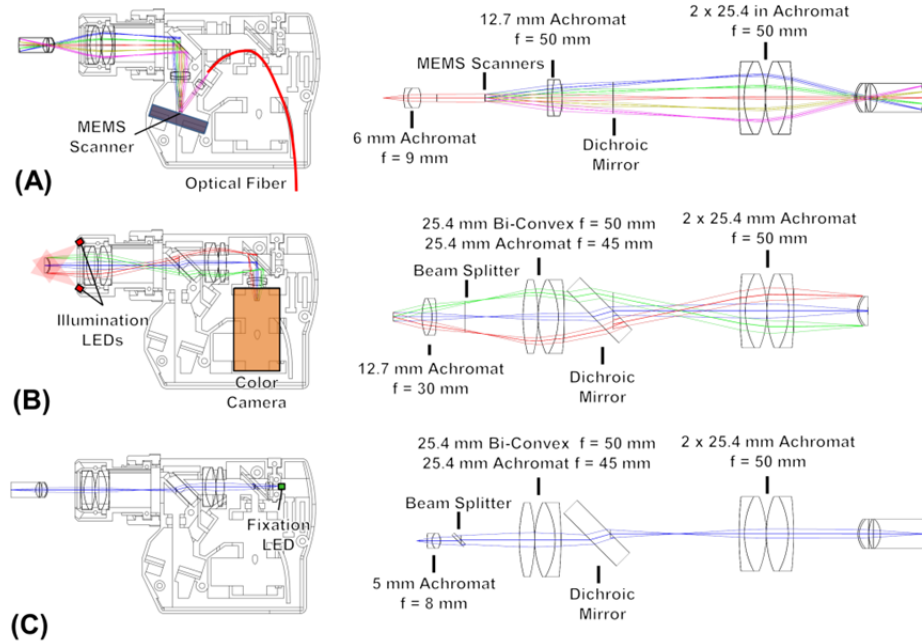 12.7 mm Achromat
f = 50 mm
2 x 25.4 in Achromat
f = 50 mm
MEMS Scanners
MEMS
Scanner
Optical Fiber
6 mm Achromat
f = 9 mm
Dichroic
Mirror
(A)
25.4 mm Bi-Convex f = 50 mm
25.4 mm Achromat f = 45 mm
2 x 25.4 mm Achromat
f = 50 mm
Beam Splitter
Illumination
LEDs
Color
Camera
12.7 mm Achromat
f = 30 mm
Dichroic
Mirror
(B)
25.4 mm Bi-Convex f = 50 mm
25.4 mm Achromat f = 45 mm
2 x 25.4 mm Achromat
f = 50 mm
Beam Splitter
Fixation
LED
5 mm Achromat
f = 8 mm
Dichroic
Mirror
(C)